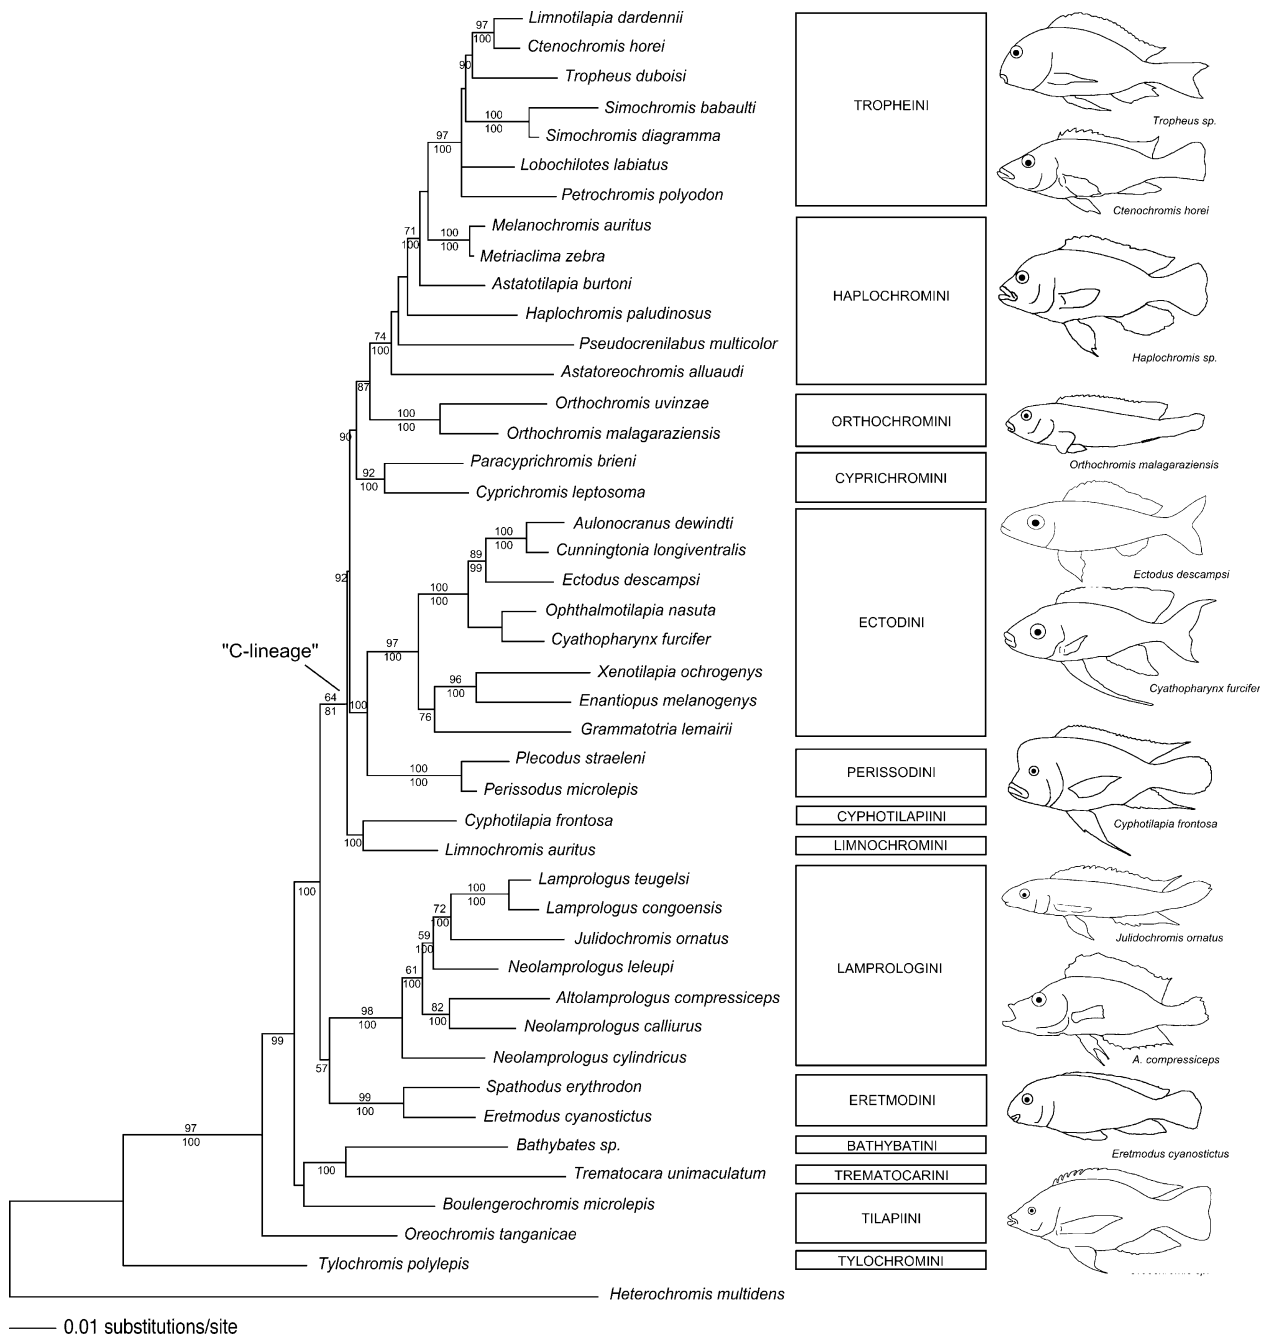 Limnotilapia dardennii
Ctenochromis horei
Tropheus duboisi
Simochromis babaulti
Simochromis diagramma
Lobochilotes labiatus
Petrochromis polyodon
Melanochromis auritus
Metriaclima zebra
Astatotilapia burtoni
Haplochromis paludinosus
Pseudocrenilabus multicolor
Astatoreochromis alluaudi
Orthochromis uvinzae
Orthochromis malagaraziensis
Paracyprichromis brieni
Cyprichromis leptosoma
Aulonocranus dewindti
Cunningtonia longiventralis
Ectodus descampsi
Ophthalmotilapia nasuta
Cyathopharynx furcifer
Xenotilapia ochrogenys
Enantiopus melanogenys
Grammatotria lemairii
Plecodus straeleni
Perissodus microlepis
Cyphotilapia frontosa
Limnochromis auritus
Lamprologus teugelsi
Lamprologus congoensis
Julidochromis ornatus
Neolamprologus leleupi
Altolamprologus compressiceps
Neolamprologus calliurus
Neolamprologus cylindricus
Spathodus erythrodon
Eretmodus cyanostictus
Bathybates sp.
Trematocara unimaculatum
Boulengerochromis microlepis
Oreochromis tanganicae
Tylochromis polylepis
Heterochromis multidens
97
100
90
100
100
97
100
100
100
71
100
74
100
87
100
100
90
92
100
92
100
100
89
99
100
100
97
100
96
100
76
"C-lineage"
64
81
100
100
100
100
100
100
100
72
100
59
100
61
100
82
100
98
100
57
99
100
99
100
97
100
0.01 substitutions/site
TROPHEINI
HAPLOCHROMINI
ORTHOCHROMINI
CYPRICHROMINI
ECTODINI
PERISSODINI
CYPHOTILAPIINI
LIMNOCHROMINI
LAMPROLOGINI
ERETMODINI
BATHYBATINI
TREMATOCARINI
TILAPIINI
TYLOCHROMINI
Tropheus sp.
Ctenochromis horei
Haplochromis sp.
Orthochromis malagaraziensis
Ectodus descampsi
Cyathopharynx furcifer
Cyphotilapia frontosa
Julidochromis ornatus
A. compressiceps
Eretmodus cyanostictus